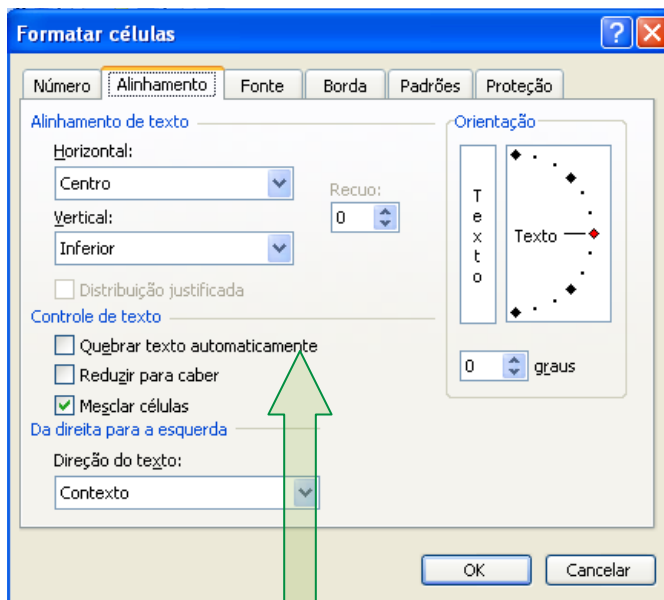 Formatar células
Número Alinhamento Fonte Borda Padrões Proteção
Alinhamento de texto
Horizontal:
Centro
Recuo:
0
Vertical:
Inferior
Distribuição justificada
Controle de texto
Quebrar texto automaticamente
Reduzir para caber
Mesclar células
Da direita para a esquerda
Direção do texto:
Contexto
Orientação
Texto
Texto
0 graus
OK Cancelar